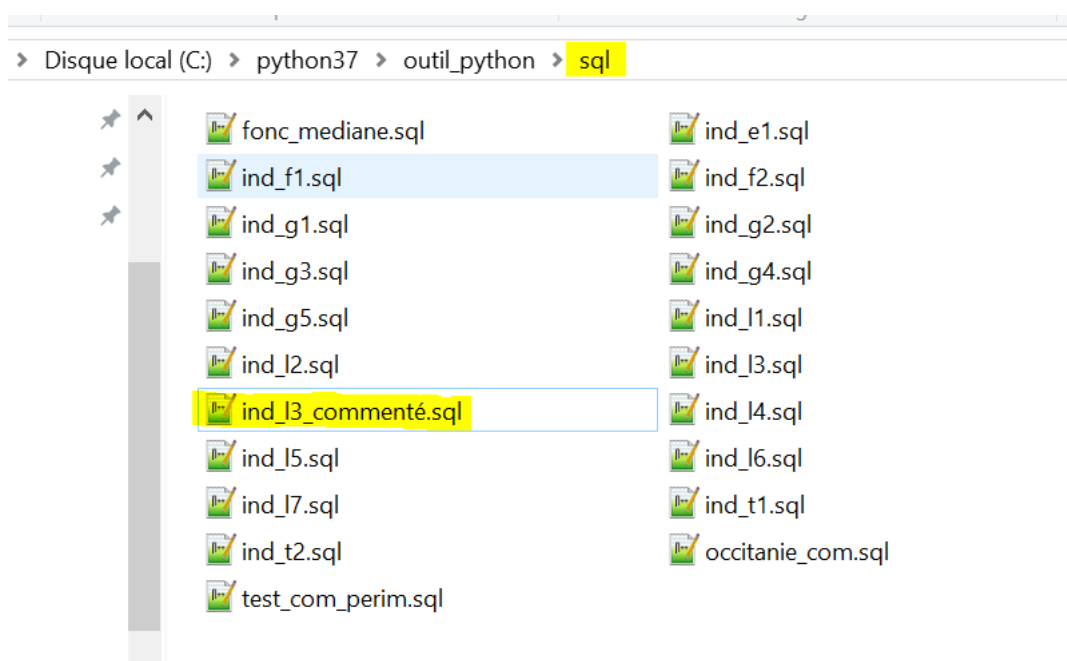 Disque local (C:) > python37 > outil_python > sql
fonc_mediane.sql ind_e1.sql
ind_f1.sql ind_f2.sql
ind_g1.sql ind_g2.sql
ind_g3.sql ind_g4.sql
ind_g5.sql ind_l1.sql
ind_l2.sql ind_l3.sql
ind_l3_commenté.sql ind_l4.sql
ind_l5.sql ind_l6.sql
ind_l7.sql ind_t1.sql
ind_t2.sql occitanie_com.sql
test_com_perim.sql